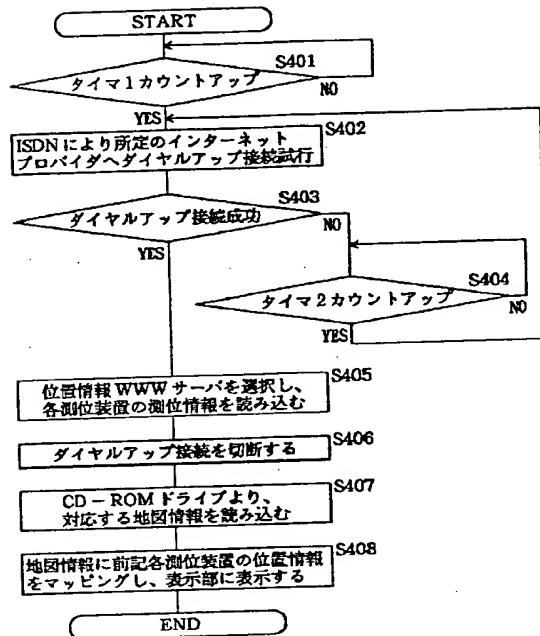 START
S401
タイマ1カウントアップ
NO
YES
S402
ISDNにより所定のインターネット
プロバイダへダイヤルアップ接続試行
S403
ダイヤルアップ接続成功
NO
YES
S404
タイマ2カウントアップ
NO
YES
S405
位置情報WWWサーバを選択し、
各測位装置の測位情報を読み込む
S406
ダイヤルアップ接続を切断する
S407
CD-ROMドライブより、
対応する地図情報を読み込む
S408
地図情報に前記各測位装置の位置情報
をマッピングし、表示部に表示する
END